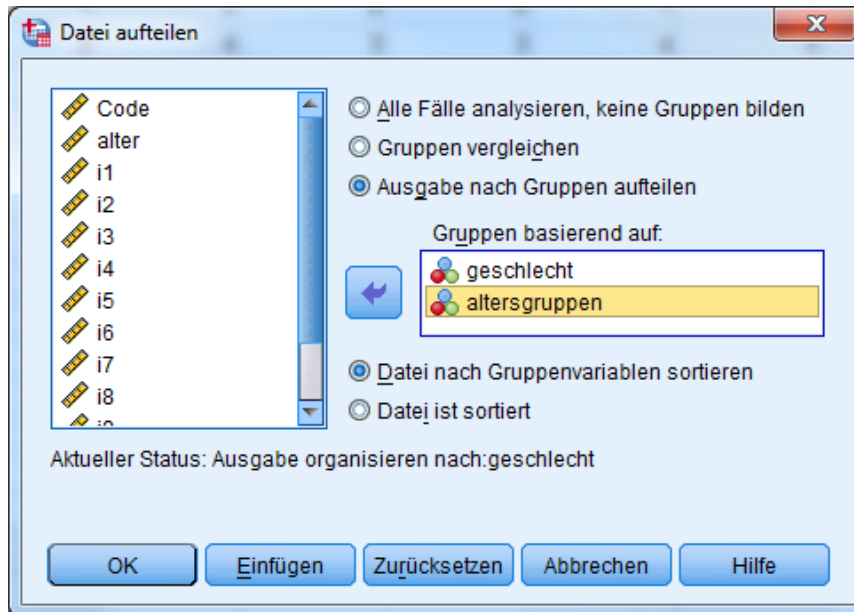 Datei aufteilen
Code
alter
i1
i2
i3
i4
i5
i6
i7
i8
Alle Fälle analysieren, keine Gruppen bilden
Gruppen vergleichen
Ausgabe nach Gruppen aufteilen
Gruppen basierend auf:
geschlecht
altersgruppen
Datei nach Gruppenvariablen sortieren
Datei ist sortiert
Aktueller Status: Ausgabe organisieren nach:geschlecht
OK
Einfügen
Zurücksetzen
Abbrechen
Hilfe